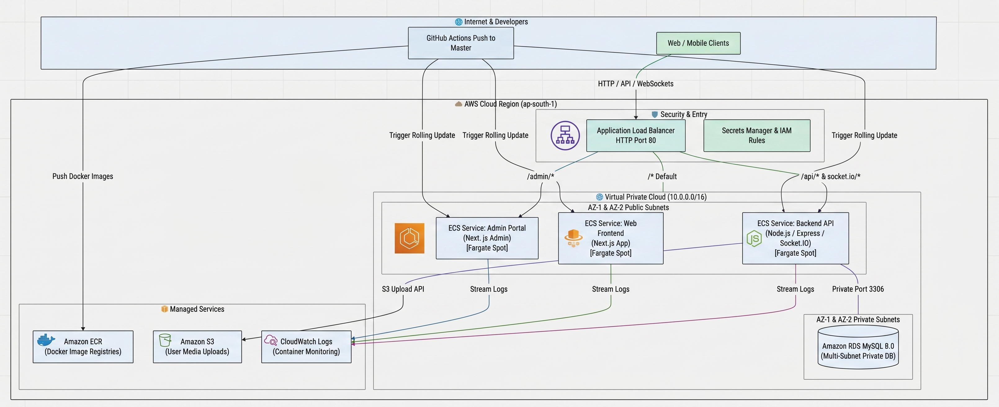 Internet & Developers
GitHub Actions Push to
Master
Web / Mobile Clients
HTTP / API / WebSockets
AWS Cloud Region (ap-south-1)
Security & Entry
Application Load Balancer
HTTP Port 80
Secrets Manager & IAM
Rules
Trigger Rolling Update
Trigger Rolling Update
Trigger Rolling Update
Push Docker Images
/admin/*
/* Default
/api/* & socket.io/*
Virtual Private Cloud (10.0.0.0/16)
AZ-1 & AZ-2 Public Subnets
ECS Service: Admin Portal
(Next. js Admin)
[Fargate Spot]
ECS Service: Web
Frontend
(Next.js App)
[Fargate Spot]
JS
ECS Service: Backend API
(Node.js / Express /
Socket.IO)
[Fargate Spot]
S3 Upload API
Stream Logs
Stream Logs
Stream Logs
Private Port 3306
Managed Services
Amazon ECR
(Docker Image Registries)
Amazon S3
(User Media Uploads)
CloudWatch Logs
(Container Monitoring)
AZ-1 & AZ-2 Private Subnets
Amazon RDS MySQL B.0
(Multi-Subnet Private DB)